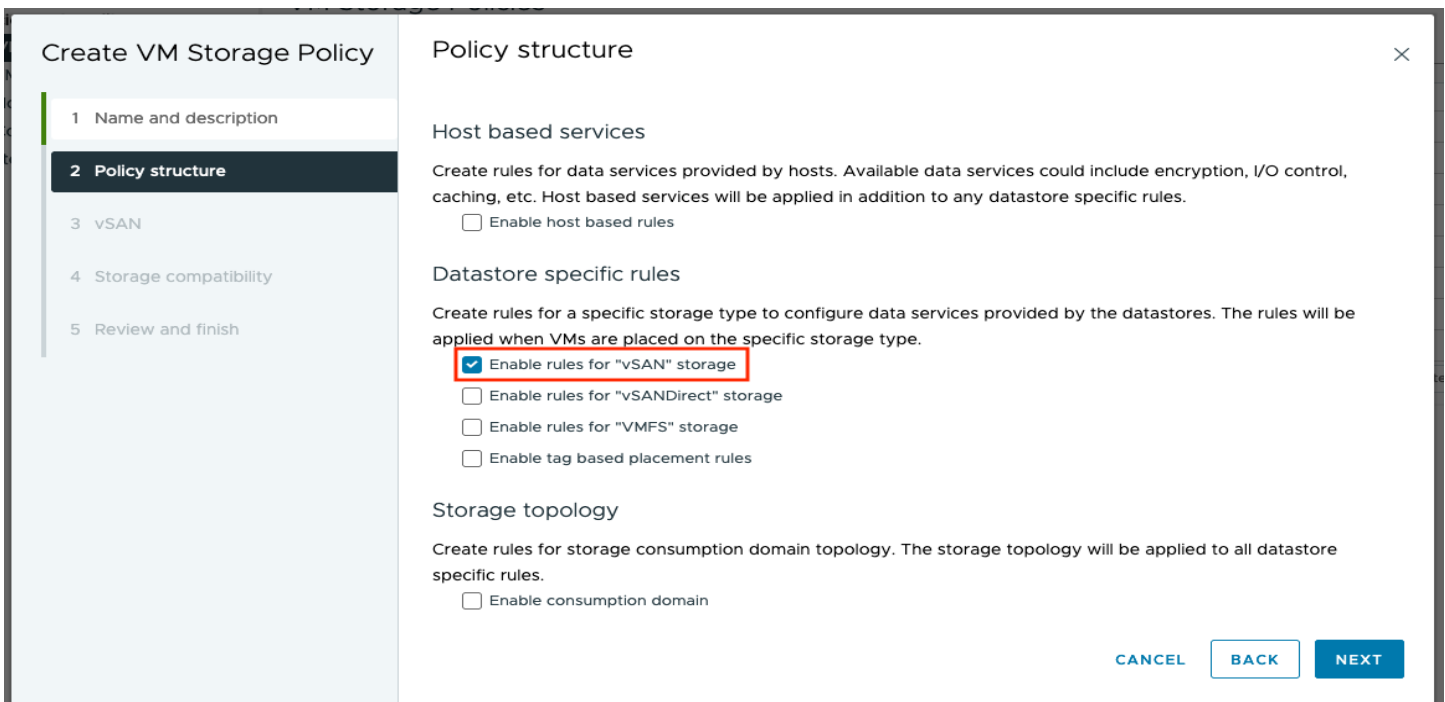 VM Storage Policies
Create VM Storage Policy
1 Name and description
2 Policy structure
3 vSAN
4 Storage compatibility
5 Review and finish
Policy structure
Host based services
Create rules for data services provided by hosts. Available data services could include encryption, I/O control,
caching, etc. Host based services will be applied in addition to any datastore specific rules.
Enable host based rules
Datastore specific rules
Create rules for a specific storage type to configure data services provided by the datastores. The rules will be
applied when VMs are placed on the specific storage type.
Enable rules for "vSAN" storage
Enable rules for "vSANDirect" storage
Enable rules for "VMFS" storage
Enable tag based placement rules
Storage topology
Create rules for storage consumption domain topology. The storage topology will be applied to all datastore
specific rules.
Enable consumption domain
CANCEL
BACK
NEXT